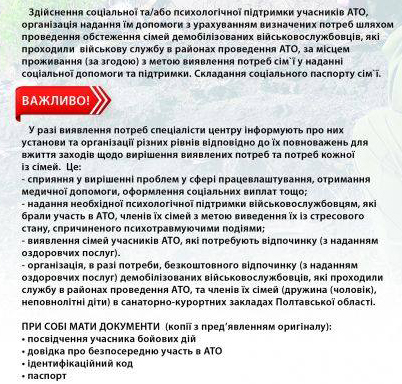 Здійснення соціальної та/або психологічної підтримки учасників АТО,
організація надання їм допомоги з урахуванням визначених потреб шляхом
проведення обстеження сімей демобілізованих військовослужбовців, які
проходили військову службу в районах проведення АТО, за місцем
проживання (за згодою) з метою виявлення потреб сім`ї у наданні
соціальної допомоги та підтримки. Складання соціального паспорту сім`ї.
ВАЖЛИВО!
У разі виявлення потреб спеціалісти центру інформують про них
установи та організації різних рівнів відповідно до їх повноважень для
вжиття заходів щодо вирішення виявлених потреб та потреб кожної
із сімей. Це:
- сприяння у вирішенні проблем у сфері працевлаштування, отримання
медичної допомоги, оформлення соціальних виплат тощо;
- надання необхідної психологічної підтримки військовослужбовцям, які
брали участь в АТО, членів їх сімей з метою виведення їх із стресового
стану, спричиненого психотравмуючими подіями;
- виявлення сімей учасників АТО, які потребують відпочинку (з наданням
оздоровчих послуг).
- організація, в разі потреби, безкоштовного відпочинку (з наданням
оздоровчих послуг) демобілізованих військовослужбовців, які проходили
службу в районах проведення АТО, та членів їх сімей (дружина (чоловік),
неповнолітні діти) в санаторно-курортних закладах Полтавської області.
ПРИ СОБІ МАТИ ДОКУМЕНТИ (копії з пред’явленням оригіналу):
• посвідчення учасника бойових дій
• довідка про безпосередню участь в АТО
• ідентифікаційний код
• паспорт